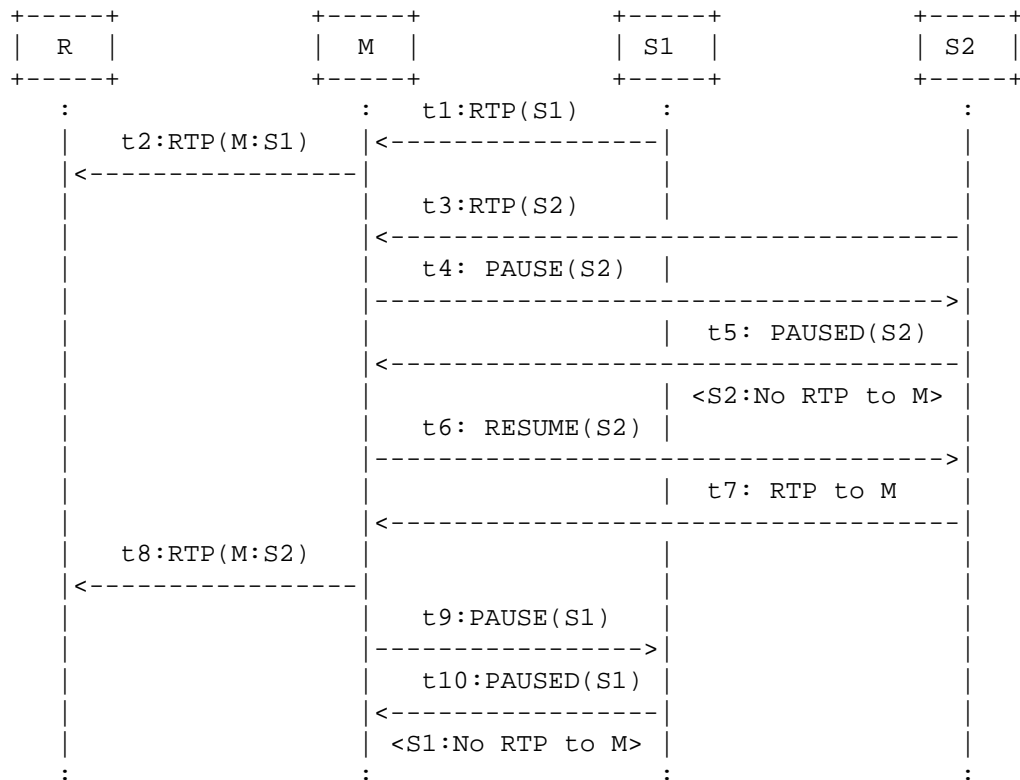 R M S1 S2
t1:RTP(S1)
t2:RTP(M:S1)
t3:RTP(S2)
t4: PAUSE(S2)
t5: PAUSED(S2)
<S2:No RTP to M>
t6: RESUME(S2)
t7: RTP to M
t8:RTP(M:S2)
t9:PAUSE(S1)
t10:PAUSED(S1)
<S1:No RTP to M>